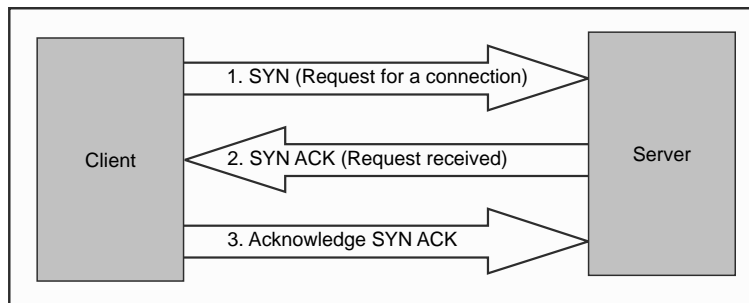 1. SYN (Request for a connection)
Client
2. SYN ACK (Request received)
Server
3. Acknowledge SYN ACK